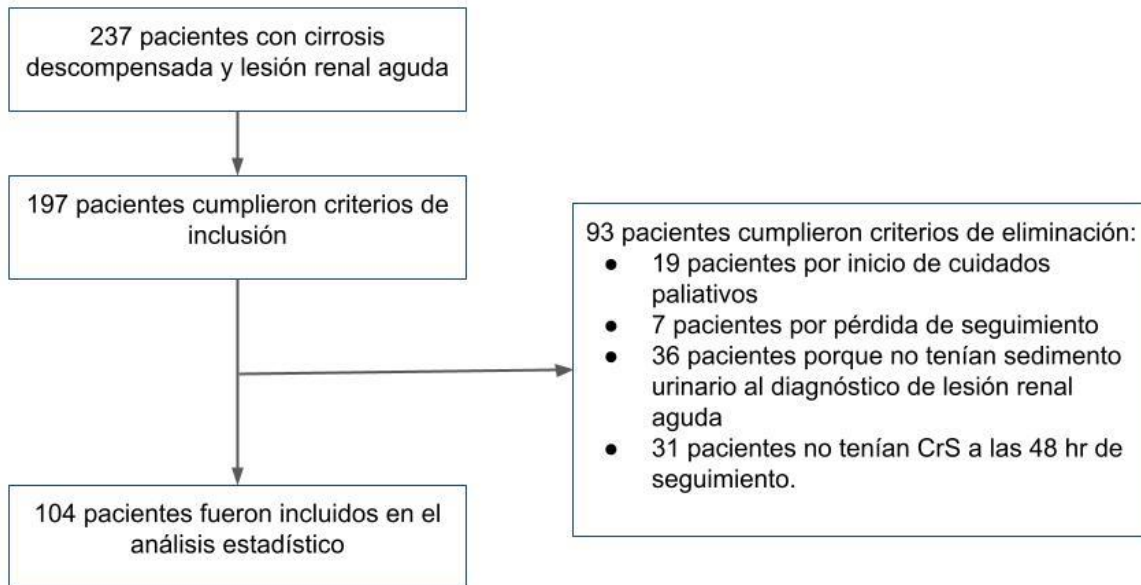 237 pacientes con cirrosis
descompensada y lesión renal aguda
197 pacientes cumplieron criterios de
inclusión
93 pacientes cumplieron criterios de eliminación:
● 19 pacientes por inicio de cuidados
paliativos
● 7 pacientes por pérdida de seguimiento
● 36 pacientes porque no tenían sedimento
urinario al diagnóstico de lesión renal
aguda
● 31 pacientes no tenían CrS a las 48 hr de
seguimiento.
104 pacientes fueron incluidos en el
análisis estadístico